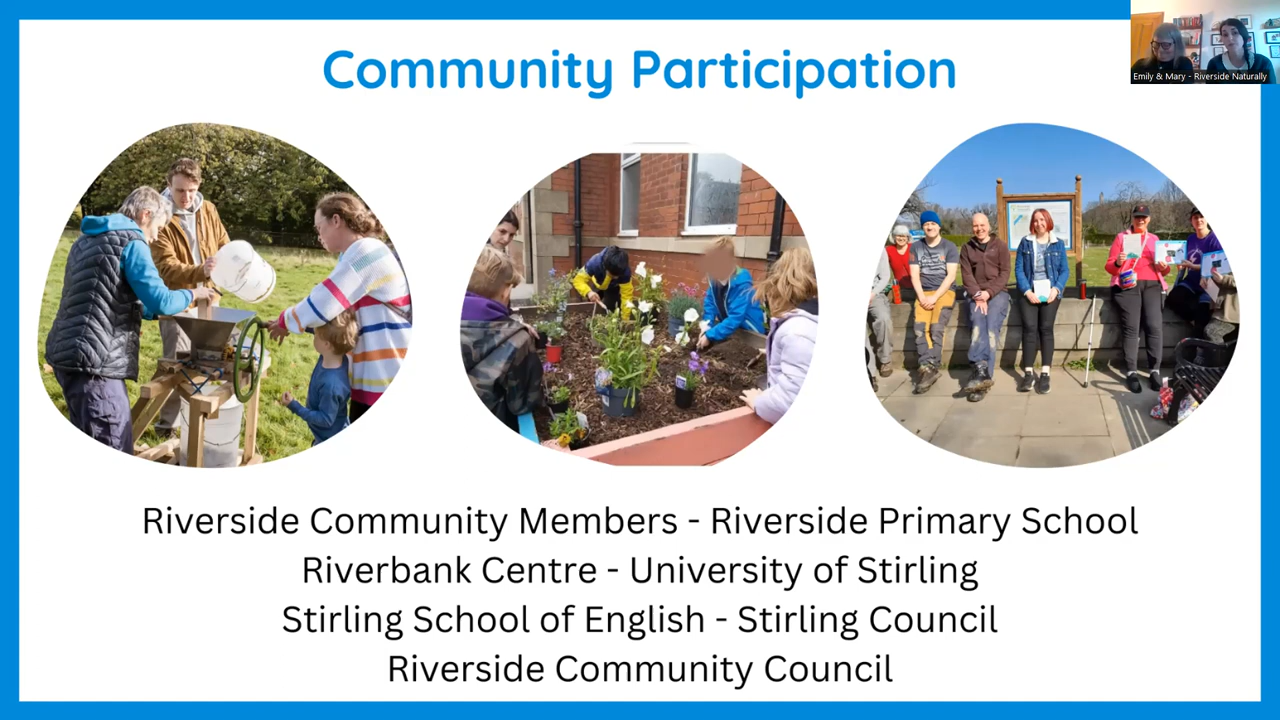 Community Participation
Emily & Mary - Riverside Naturally
Riverside Community Members - Riverside Primary School
Riverbank Centre - University of Stirling
Stirling School of English - Stirling Council
Riverside Community Council